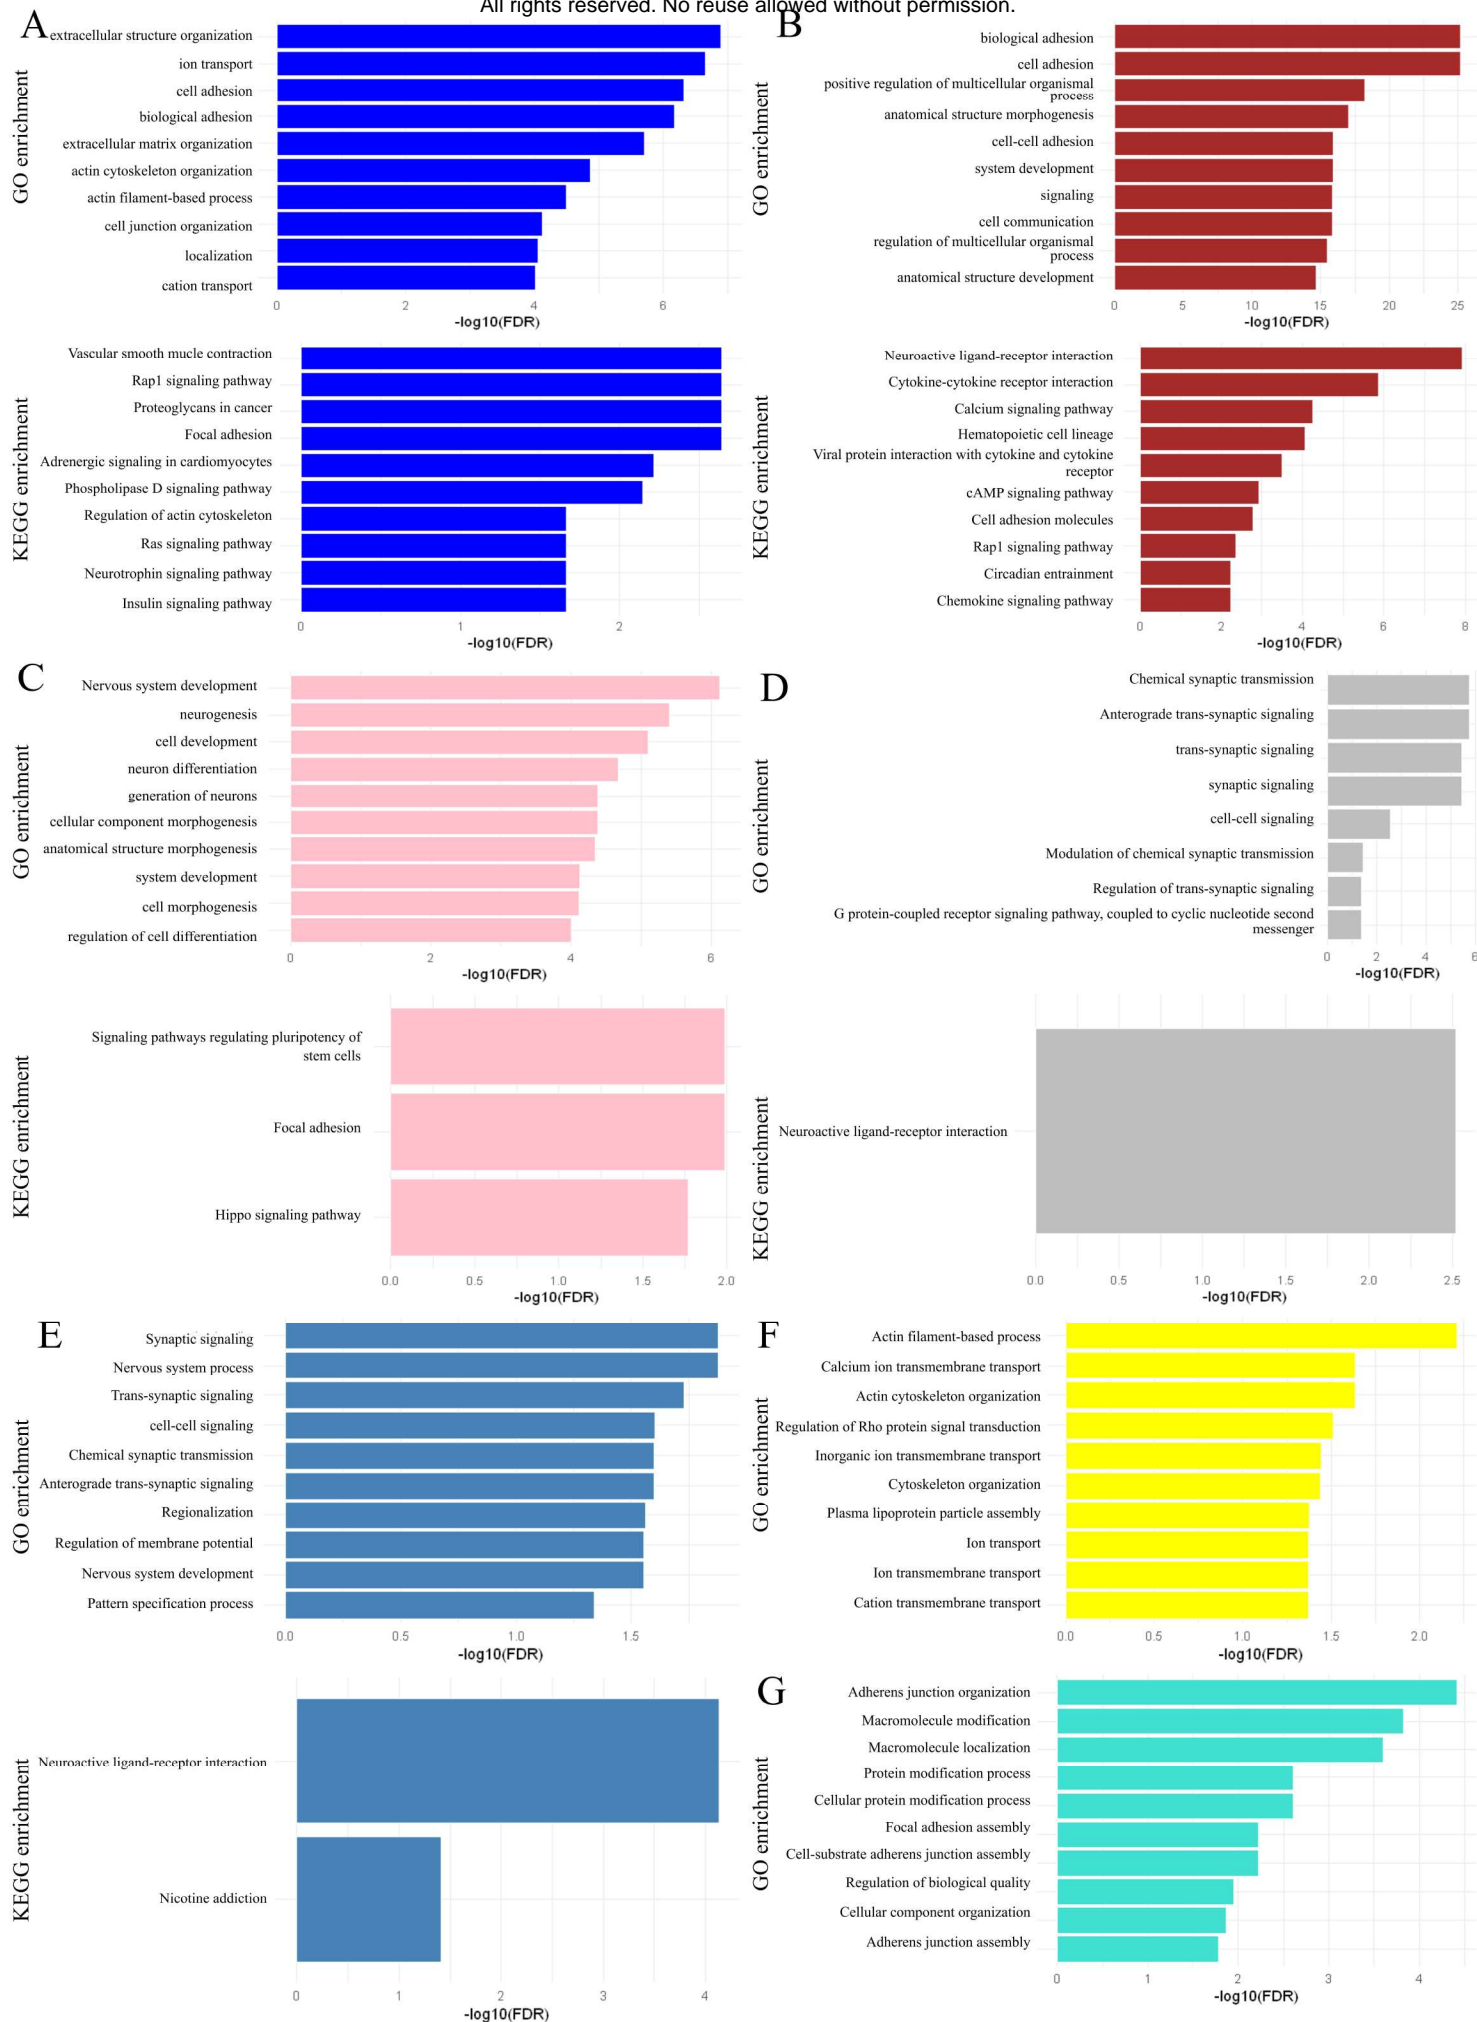 All rights reserved. No reuse allowed without permission.
A
GO enrichment
extracellular structure organization
ion transport
cell adhesion
biological adhesion
extracellular matrix organization
actin cytoskeleton organization
actin filament-based process
cell junction organization
localization
cation transport
0 2 4 6
-log10(FDR)
KEGG enrichment
Vascular smooth mucle contraction
Rap1 signaling pathway
Proteoglycans in cancer
Focal adhesion
Adrenergic signaling in cardiomyocytes
Phospholipase D signaling pathway
Regulation of actin cytoskeleton
Ras signaling pathway
Neurotrophin signaling pathway
Insulin signaling pathway
0 1 2
-log10(FDR)
B
GO enrichment
biological adhesion
cell adhesion
positive regulation of multicellular organismal
process
anatomical structure morphogenesis
cell-cell adhesion
system development
signaling
cell communication
regulation of multicellular organismal
process
anatomical structure development
0 5 10 15 20 25
-log10(FDR)
KEGG enrichment
Neuroactive ligand-receptor interaction
Cytokine-cytokine receptor interaction
Calcium signaling pathway
Hematopoietic cell lineage
Viral protein interaction with cytokine and cytokine
receptor
cAMP signaling pathway
Cell adhesion molecules
Rap1 signaling pathway
Circadian entrainment
Chemokine signaling pathway
0 2 4 6 8
-log10(FDR)
C
GO enrichment
Nervous system development
neurogenesis
cell development
neuron differentiation
generation of neurons
cellular component morphogenesis
anatomical structure morphogenesis
system development
cell morphogenesis
regulation of cell differentiation
0 2 4 6
-log10(FDR)
KEGG enrichment
Signaling pathways regulating pluripotency of
stem cells
Focal adhesion
Hippo signaling pathway
0.0 0.5 1.0 1.5 2.0
-log10(FDR)
D
GO enrichment
Chemical synaptic transmission
Anterograde trans-synaptic signaling
trans-synaptic signaling
synaptic signaling
cell-cell signaling
Modulation of chemical synaptic transmission
Regulation of trans-synaptic signaling
G protein-coupled receptor signaling pathway, coupled to cyclic nucleotide second
messenger
0 2 4 6
-log10(FDR)
KEGG enrichment
Neuroactive ligand-receptor interaction
0.0 0.5 1.0 1.5 2.0 2.5
-log10(FDR)
E
GO enrichment
Synaptic signaling
Nervous system process
Trans-synaptic signaling
cell-cell signaling
Chemical synaptic transmission
Anterograde trans-synaptic signaling
Regionalization
Regulation of membrane potential
Nervous system development
Pattern specification process
0.0 0.5 1.0 1.5
-log10(FDR)
KEGG enrichment
Neuroactive ligand-receptor interaction
Nicotine addiction
0 1 2 3 4
-log10(FDR)
F
GO enrichment
Actin filament-based process
Calcium ion transmembrane transport
Actin cytoskeleton organization
Regulation of Rho protein signal transduction
Inorganic ion transmembrane transport
Cytoskeleton organization
Plasma lipoprotein particle assembly
Ion transport
Ion transmembrane transport
Cation transmembrane transport
0.0 0.5 1.0 1.5 2.0
-log10(FDR)
G
GO enrichment
Adherens junction organization
Macromolecule modification
Macromolecule localization
Protein modification process
Cellular protein modification process
Focal adhesion assembly
Cell-substrate adherens junction assembly
Regulation of biological quality
Cellular component organization
Adherens junction assembly
0 1 2 3 4
-log10(FDR)